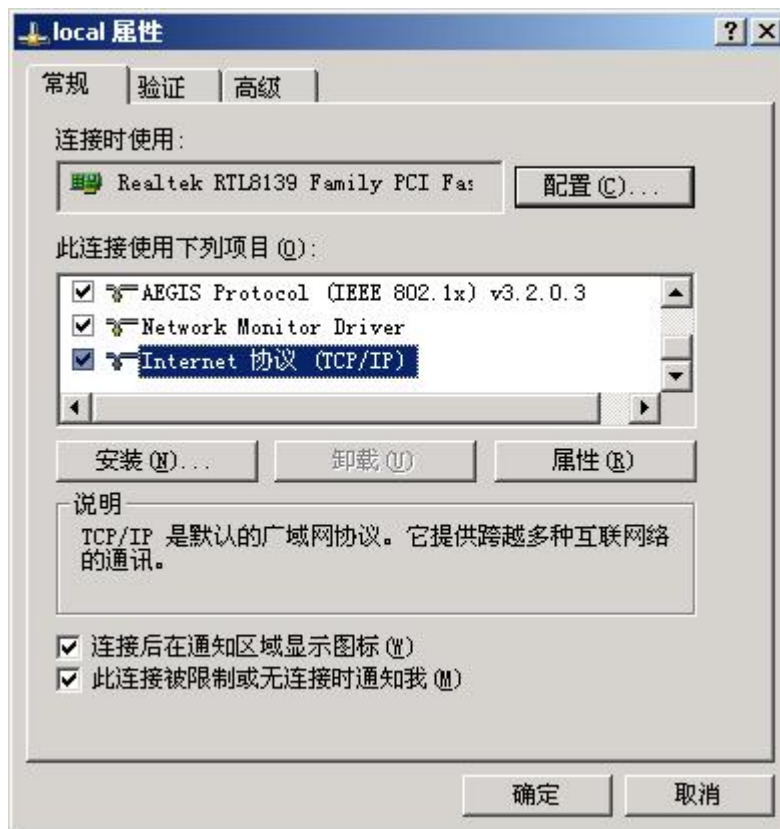 local 属性
常规 验证 高级
连接时使用:
Realtek RTL8139 Family PCI Fas
配置(C)...
此连接使用下列项目(O):
AEGIS Protocol (IEEE 802.1x) v3.2.0.3
Network Monitor Driver
Internet 协议 (TCP/IP)
安装(N)... 卸载(U) 属性(R)
说明
TCP/IP 是默认的广域网协议。它提供跨越多种互联网络
的通讯。
连接后在通知区域显示图标(W)
此连接被限制或无连接时通知我(M)
确定 取消